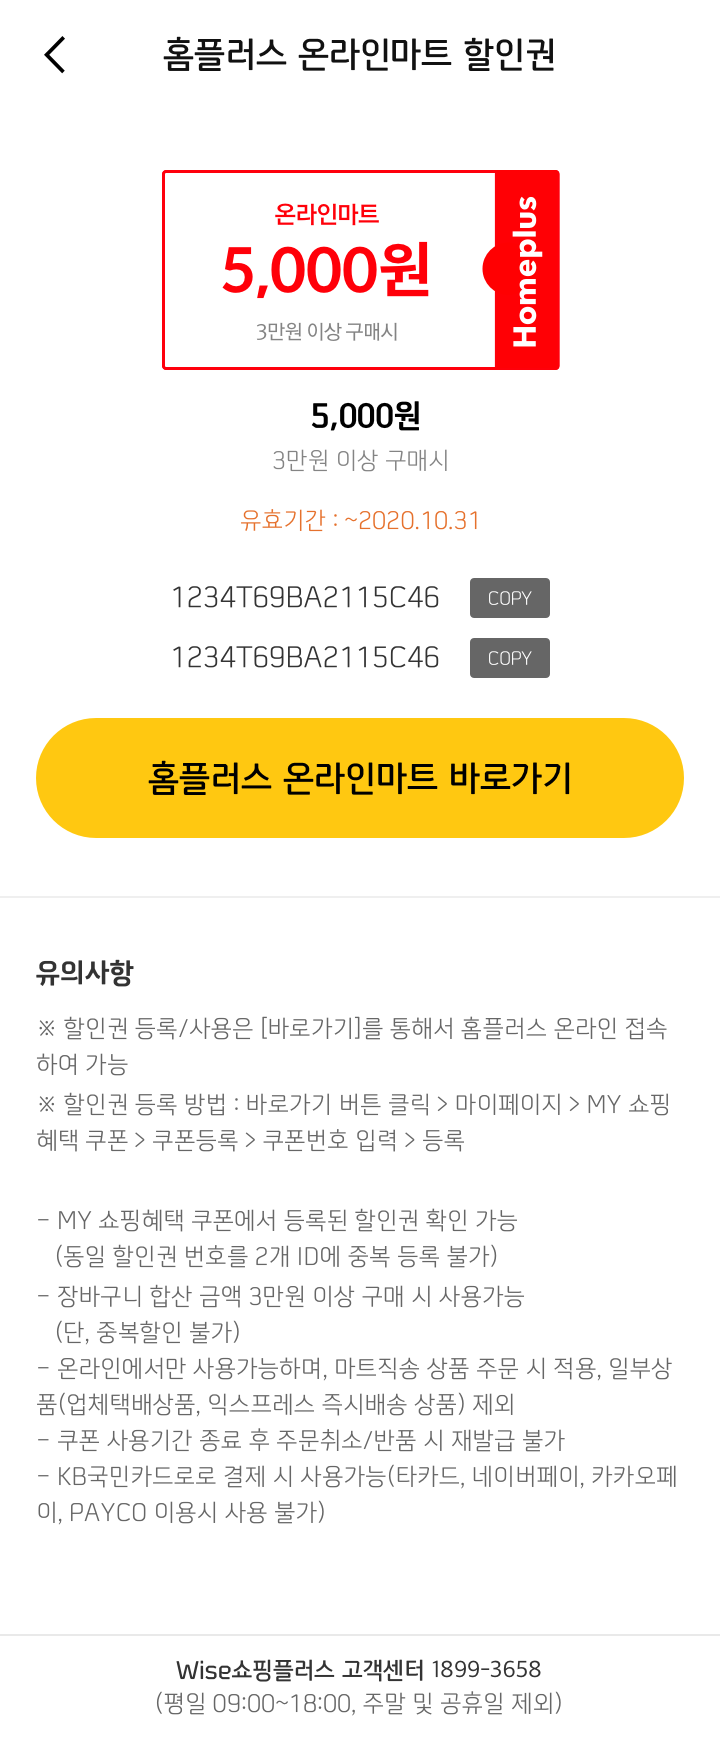 홈플러스 온라인마트 할인권
온라인마트
5,000원
3만원 이상 구매시
Homeplus
5,000원
3만원 이상 구매시
유효기간 : ~2020.10.31
1234T69BA2115C46 COPY
1234T69BA2115C46 COPY
홈플러스 온라인마트 바로가기
유의사항
※ 할인권 등록/사용은 [바로가기]를 통해서 홈플러스 온라인 접속
하여 가능
※ 할인권 등록 방법 : 바로가기 버튼 클릭 > 마이페이지 > MY 쇼핑
혜택 쿠폰 > 쿠폰등록 > 쿠폰번호 입력 > 등록
- MY 쇼핑혜택 쿠폰에서 등록된 할인권 확인 가능
(동일 할인권 번호를 2개 ID에 중복 등록 불가)
- 장바구니 합산 금액 3만원 이상 구매 시 사용가능
(단, 중복할인 불가)
- 온라인에서만 사용가능하며, 마트직송 상품 주문 시 적용, 일부상
품(업체택배상품, 익스프레스 즉시배송 상품) 제외
- 쿠폰 사용기간 종료 후 주문취소/반품 시 재발급 불가
- KB국민카드로로 결제 시 사용가능(타카드, 네이버페이, 카카오페
이, PAYCO 이용시 사용 불가)
Wise쇼핑플러스 고객센터 1899-3658
(평일 09:00~18:00, 주말 및 공휴일 제외)